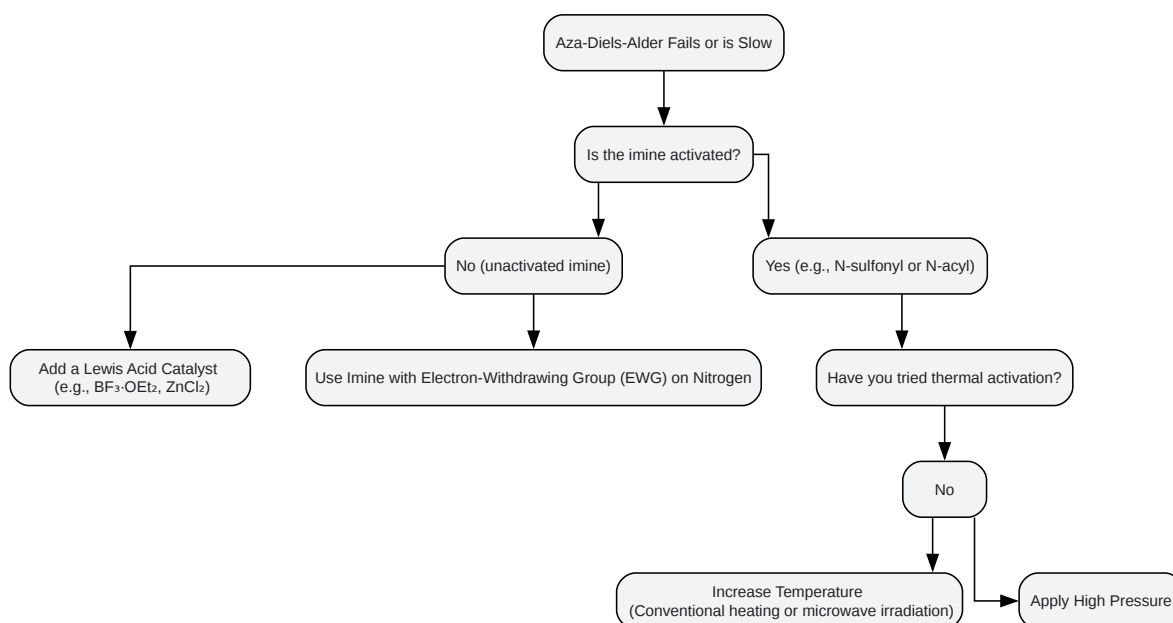 Aza-Diels-Alder Fails or is Slow
Is the imine activated?
No (unactivated imine)
Yes (e.g., N-sulfonyl or N-acyl)
Add a Lewis Acid Catalyst
(e.g., BF₃·OEt₂, ZnCl₂)
Use Imine with Electron-Withdrawing Group (EWG) on Nitrogen
Have you tried thermal activation?
No
Increase Temperature
(Conventional heating or microwave irradiation)
Apply High Pressure